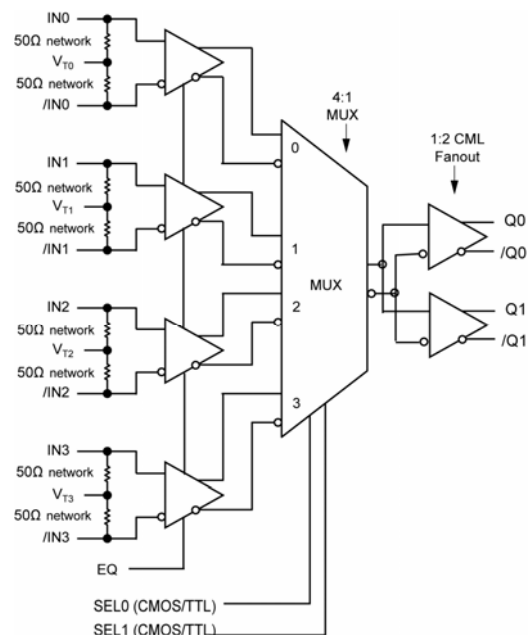 IN0
50Ω network
VT0
50Ω network
/IN0
IN1
50Ω network
VT1
50Ω network
/IN1
IN2
50Ω network
VT2
50Ω network
/IN2
IN3
50Ω network
VT3
50Ω network
/IN3
EQ
SEL0 (CMOS/TTL)
SEL1 (CMOS/TTL)
4:1
MUX
0
1
2
3
MUX
1:2 CML
Fanout
Q0
/Q0
Q1
/Q1